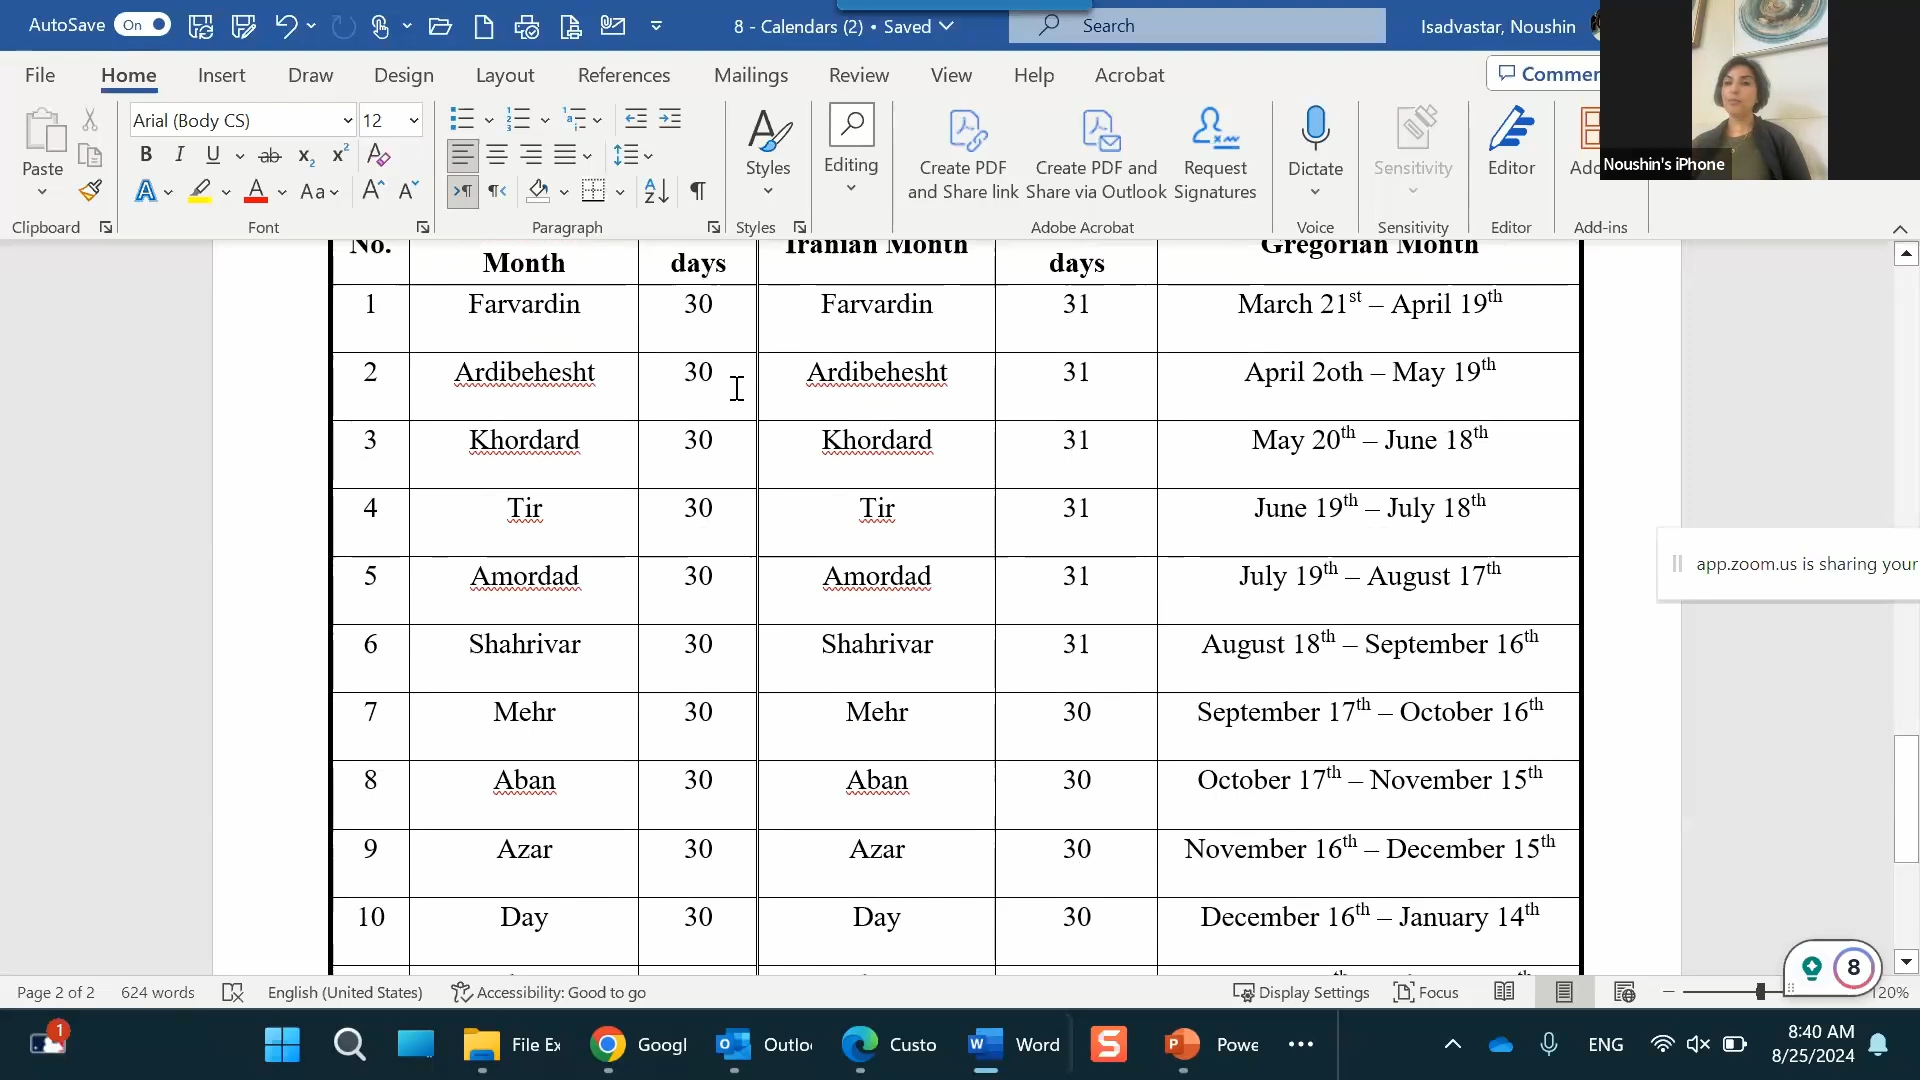 AutoSave On 8 - Calendars (2) • Saved Search Isadvastar, Noushin
File Home Insert Draw Design Layout References Mailings Review View Help Acrobat Commen
Paste Arial (Body CS) 12 Styles Editing Create PDF and Share link Create PDF and Share via Outlook Request Signatures Dictate Sensitivity Editor Add
Noushin's iPhone
Clipboard Font Paragraph Styles Adobe Acrobat Voice Sensitivity Editor Add-ins
No. Month days Iranian Month days Gregorian Month
1 Farvardin 30 Farvardin 31 March 21st – April 19th
2 Ardibehesht 30 Ardibehesht 31 April 2oth – May 19th
3 Khordard 30 Khordard 31 May 20th – June 18th
4 Tir 30 Tir 31 June 19th – July 18th
5 Amordad 30 Amordad 31 July 19th – August 17th
6 Shahrivar 30 Shahrivar 31 August 18th – September 16th
7 Mehr 30 Mehr 30 September 17th – October 16th
8 Aban 30 Aban 30 October 17th – November 15th
9 Azar 30 Azar 30 November 16th – December 15th
10 Day 30 Day 30 December 16th – January 14th
app.zoom.us is sharing your
8
Page 2 of 2 624 words English (United States) Accessibility: Good to go Display Settings Focus 120%
1 File Ex Googl Outlo Custo Word Powe ENG 8:40 AM
8/25/2024